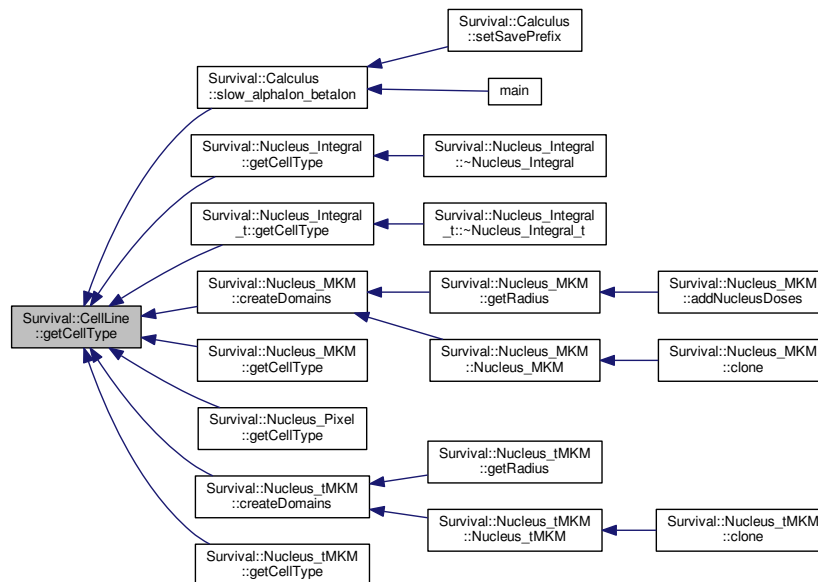 Survival::Calculus
::setSavePrefix
Survival::Calculus
::slow_alphaIon_betaIon
main
Survival::Nucleus_Integral
::getCellType
Survival::Nucleus_Integral
::~Nucleus_Integral
Survival::Nucleus_Integral
_t::getCellType
Survival::Nucleus_Integral
_t::~Nucleus_Integral_t
Survival::CellLine
::getCellType
Survival::Nucleus_MKM
::createDomains
Survival::Nucleus_MKM
::getRadius
Survival::Nucleus_MKM
::addNucleusDoses
Survival::Nucleus_MKM
::getCellType
Survival::Nucleus_MKM
::Nucleus_MKM
Survival::Nucleus_MKM
::clone
Survival::Nucleus_Pixel
::getCellType
Survival::Nucleus_tMKM
::createDomains
Survival::Nucleus_tMKM
::getRadius
Survival::Nucleus_tMKM
::Nucleus_tMKM
Survival::Nucleus_tMKM
::clone
Survival::Nucleus_tMKM
::getCellType